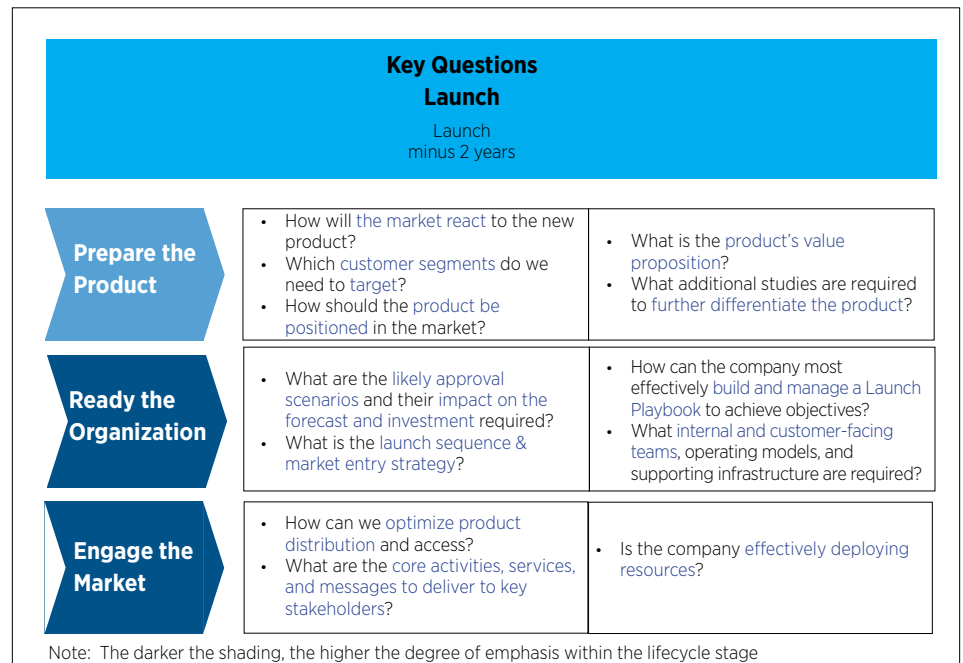 Key Questions
Launch
Launch
minus 2 years
Prepare the
Product
• How will the market react to the new
product?
• Which customer segments do we
need to target?
• How should the product be
positioned in the market?
• What is the product’s value
proposition?
• What additional studies are required
to further differentiate the product?
Ready the
Organization
• What are the likely approval
scenarios and their impact on the
forecast and investment required?
• What is the launch sequence &
market entry strategy?
• How can the company most
effectively build and manage a Launch
Playbook to achieve objectives?
• What internal and customer-facing
teams, operating models, and
supporting infrastructure are required?
Engage the
Market
• How can we optimize product
distribution and access?
• What are the core activities, services,
and messages to deliver to key
stakeholders?
• Is the company effectively deploying
resources?
Note: The darker the shading, the higher the degree of emphasis within the lifecycle stage